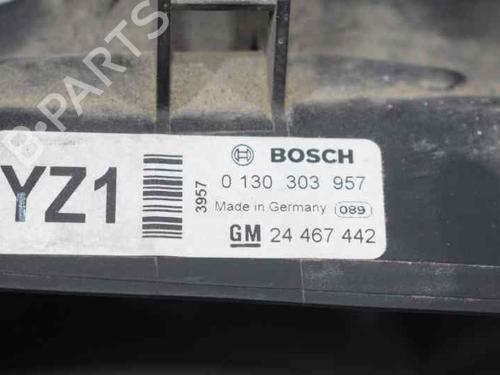 B-Parts
BOSCH
YZ1
3957
0 130 303 957
Made in Germany 089
GM 24 467 442